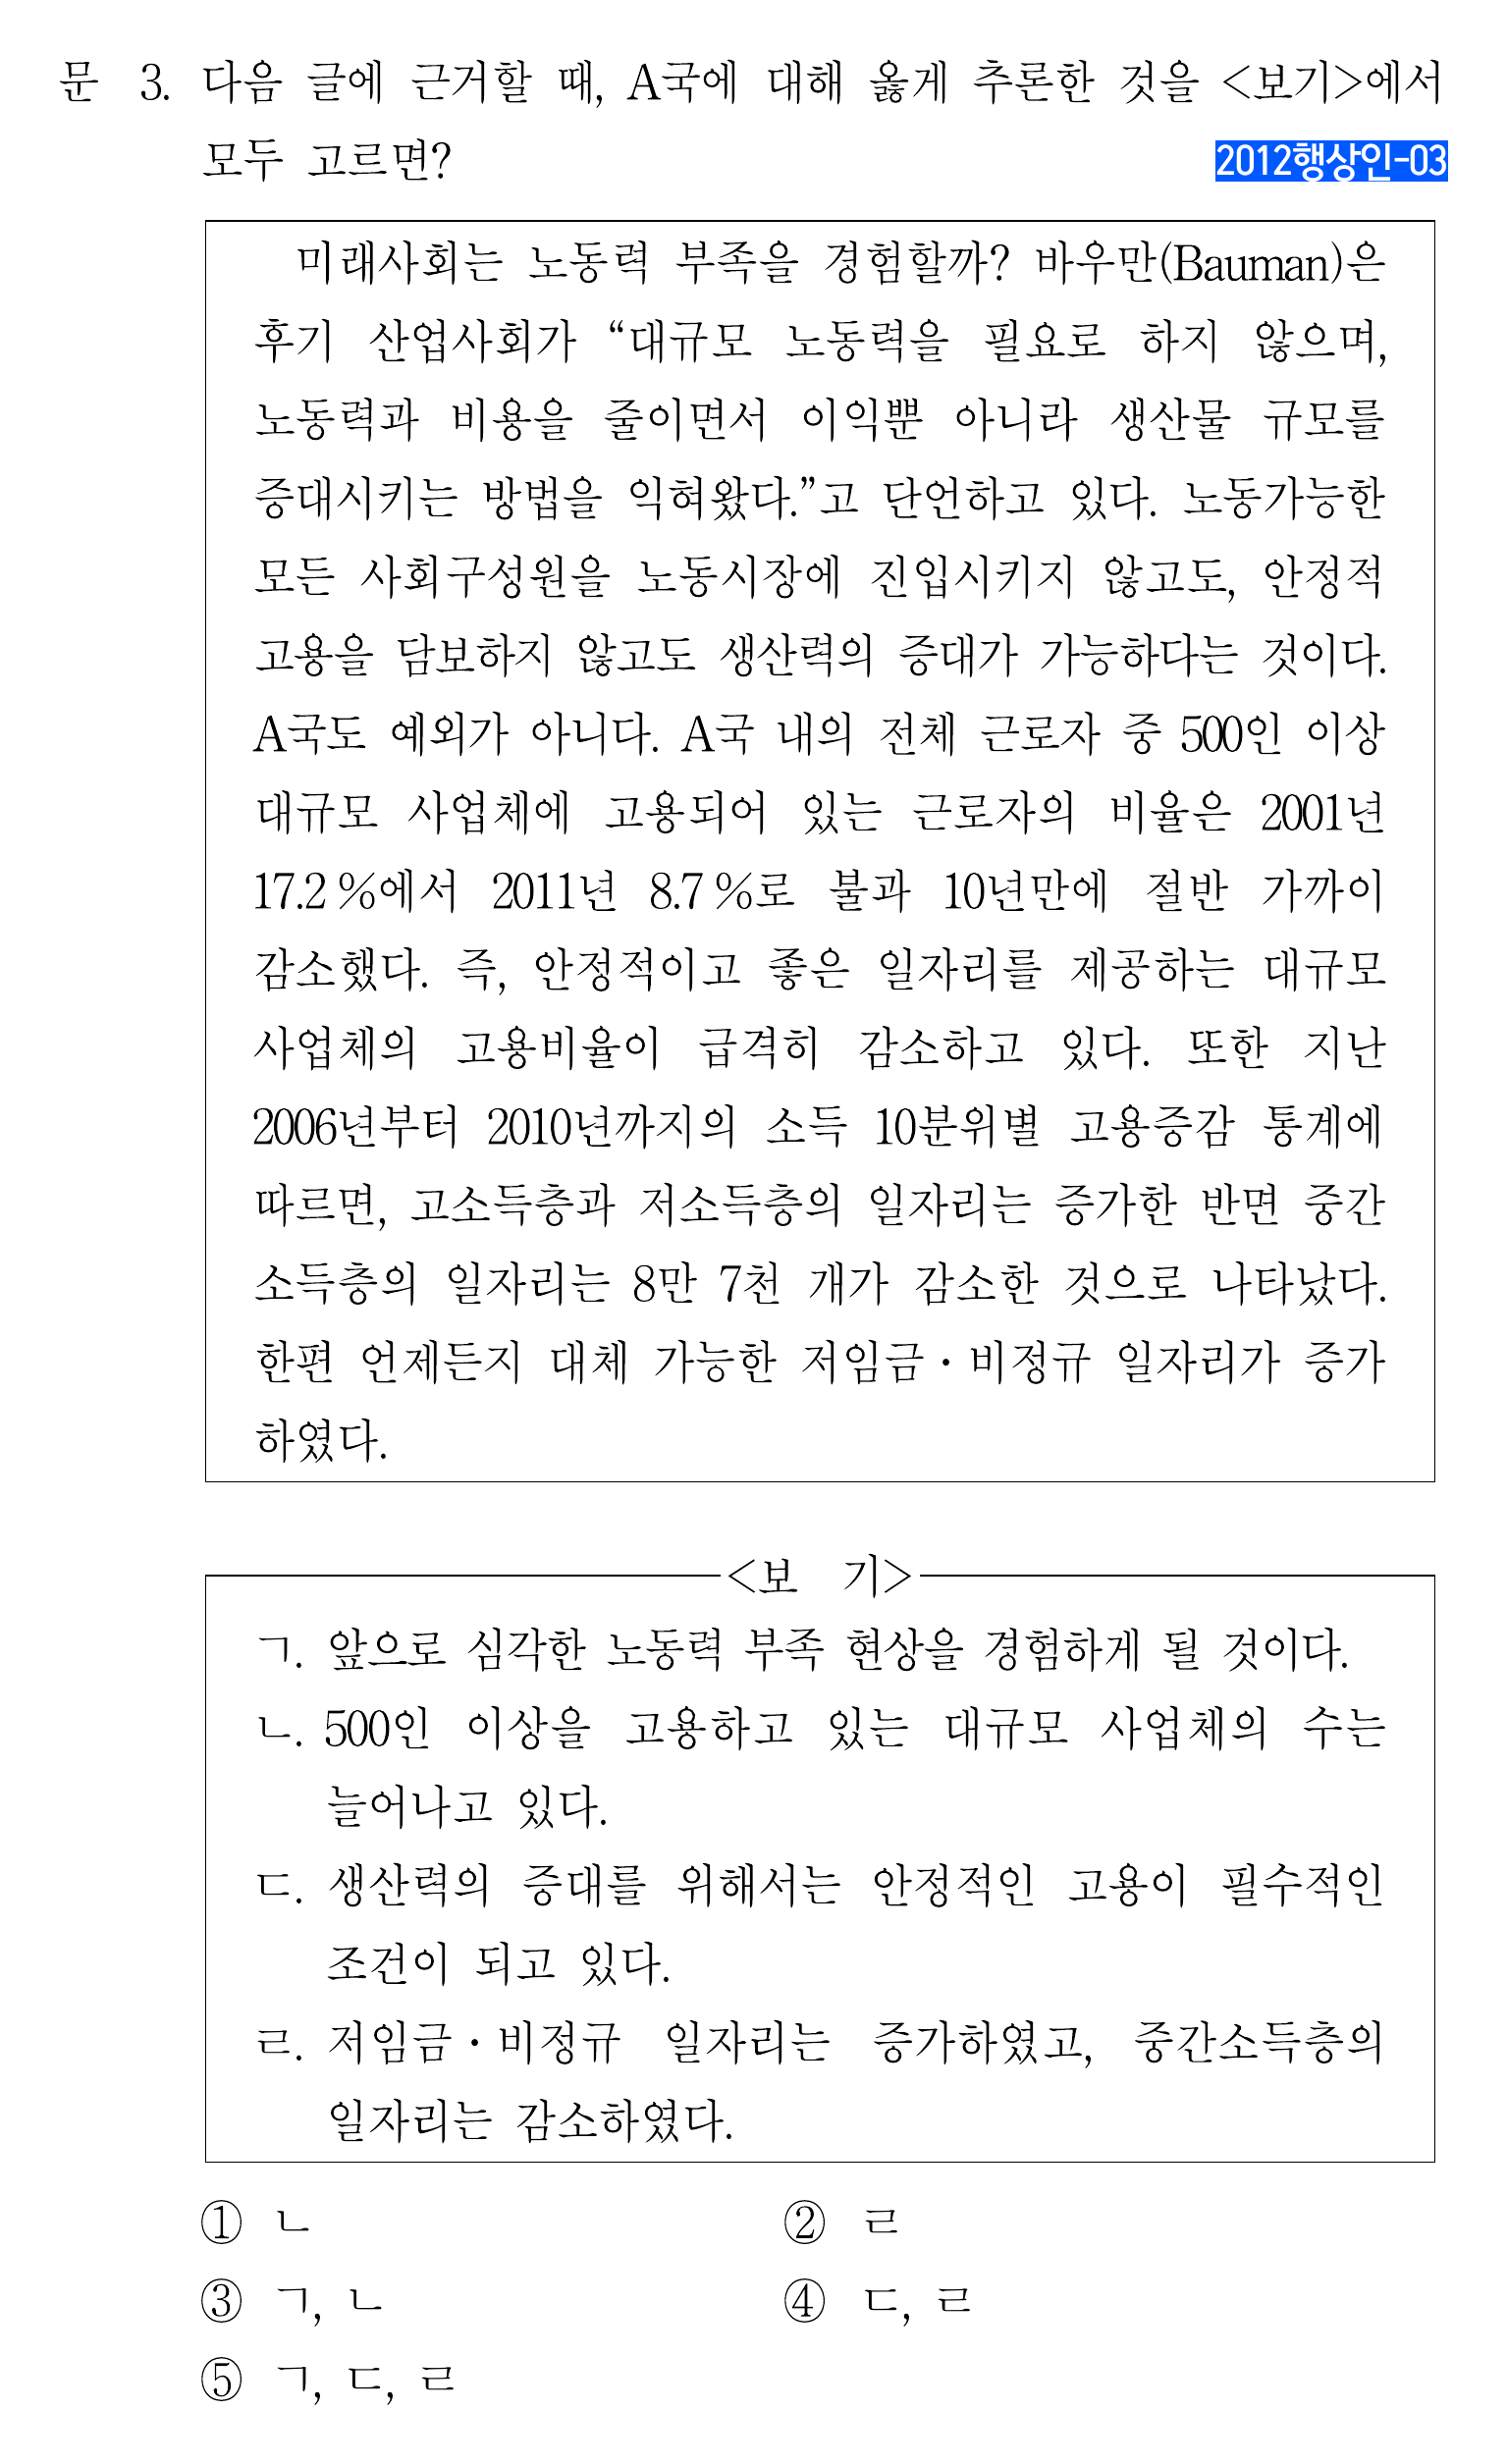 문 3. 다음 글에 근거할 때, A국에 대해 옳게 추론한 것을 <보기>에서
모두 고르면?
2012행상인-03
미래사회는 노동력 부족을 경험할까? 바우만(Bauman)은
후기 산업사회가 “대규모 노동력을 필요로 하지 않으며,
노동력과 비용을 줄이면서 이익뿐 아니라 생산물 규모를
증대시키는 방법을 익혀왔다.”고 단언하고 있다. 노동가능한
모든 사회구성원을 노동시장에 진입시키지 않고도, 안정적
고용을 담보하지 않고도 생산력의 증대가 가능하다는 것이다.
A국도 예외가 아니다. A국 내의 전체 근로자 중 500인 이상
대규모 사업체에 고용되어 있는 근로자의 비율은 2001년
17.2 %에서 2011년 8.7 %로 불과 10년만에 절반 가까이
감소했다. 즉, 안정적이고 좋은 일자리를 제공하는 대규모
사업체의 고용비율이 급격히 감소하고 있다. 또한 지난
2006년부터 2010년까지의 소득 10분위별 고용증감 통계에
따르면, 고소득층과 저소득층의 일자리는 증가한 반면 중간
소득층의 일자리는 8만 7천 개가 감소한 것으로 나타났다.
한편 언제든지 대체 가능한 저임금・비정규 일자리가 증가
하였다.
<보 기>
ㄱ. 앞으로 심각한 노동력 부족 현상을 경험하게 될 것이다.
ㄴ. 500인 이상을 고용하고 있는 대규모 사업체의 수는
늘어나고 있다.
ㄷ. 생산력의 증대를 위해서는 안정적인 고용이 필수적인
조건이 되고 있다.
ㄹ. 저임금・비정규 일자리는 증가하였고, 중간소득층의
일자리는 감소하였다.
① ㄴ ② ㄹ
③ ㄱ, ㄴ ④ ㄷ, ㄹ
⑤ ㄱ, ㄷ, ㄹ